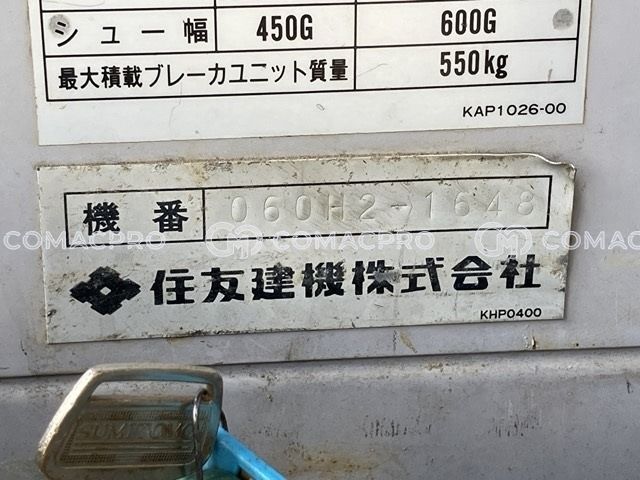 シュー幅 450G 600G
最大積載ブレーカユニット質量 550kg
KAP1026-00
機番 060H2-1648
COMACPRO COMACPRO COMACPRO
住友建機株式会社
KHP0400
SUMITOMO